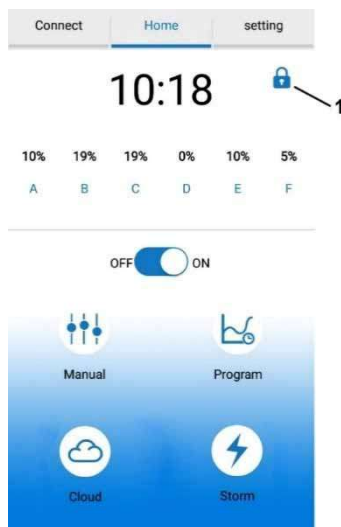 Connect Home setting
10:18
1
10% 19% 19% 0% 10% 5%
A B C D E F
OFF ON
Manual Program
Cloud Storm